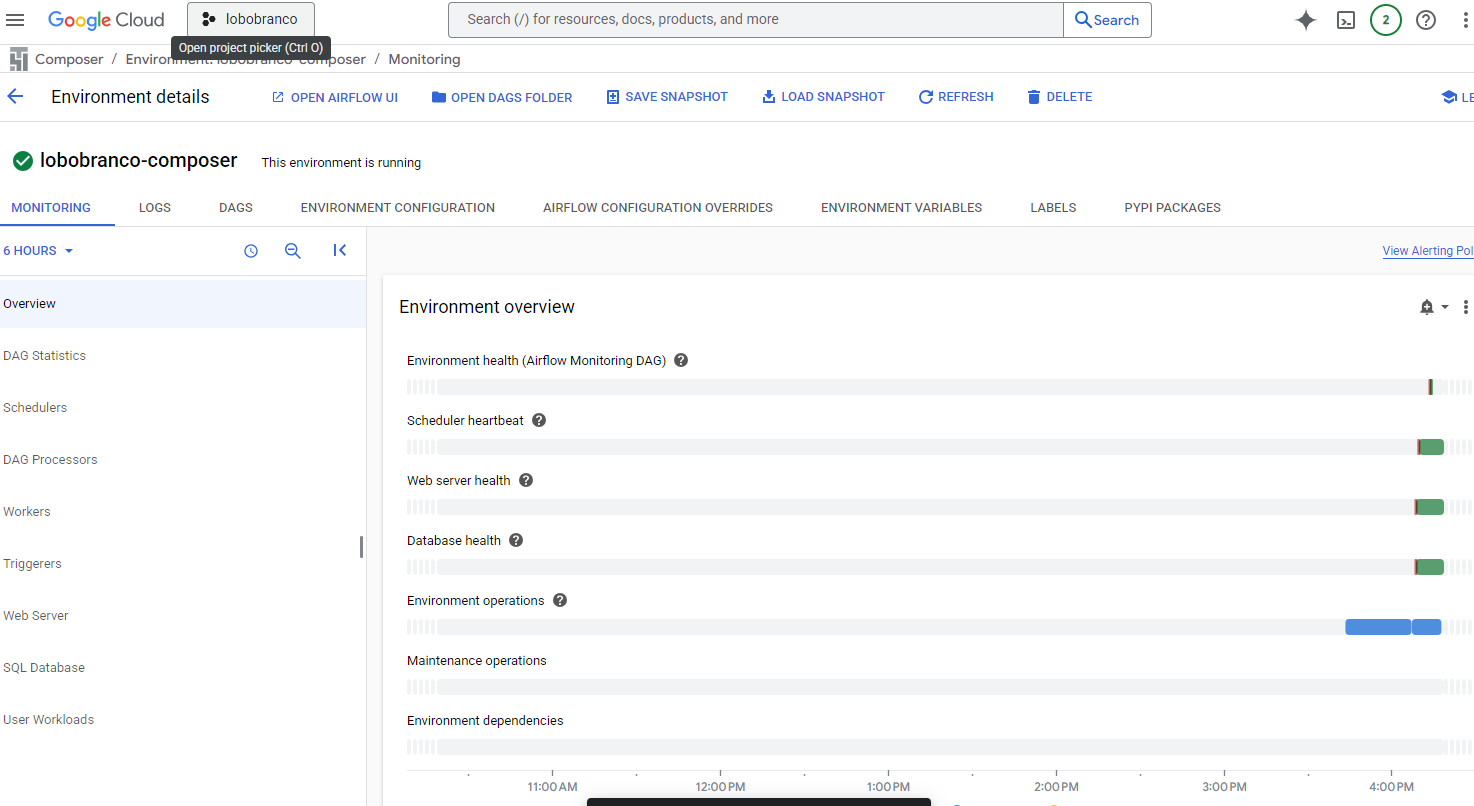 Google Cloud lobobranco Search (/) for resources, docs, products, and more Search 2
Open project picker (Ctrl O)
Composer / Environment: lobobranco-composer / Monitoring
Environment details OPEN AIRFLOW UI OPEN DAGS FOLDER SAVE SNAPSHOT LOAD SNAPSHOT REFRESH DELETE LE
lobobranco-composer This environment is running
MONITORING LOGS DAGS ENVIRONMENT CONFIGURATION AIRFLOW CONFIGURATION OVERRIDES ENVIRONMENT VARIABLES LABELS PYPI PACKAGES
6 HOURS
View Alerting Pol
Overview
DAG Statistics
Schedulers
DAG Processors
Workers
Triggerers
Web Server
SQL Database
User Workloads
Environment overview
Environment health (Airflow Monitoring DAG)
Scheduler heartbeat
Web server health
Database health
Environment operations
Maintenance operations
Environment dependencies
11:00 AM 12:00 PM 1:00 PM 2:00 PM 3:00 PM 4:00 PM